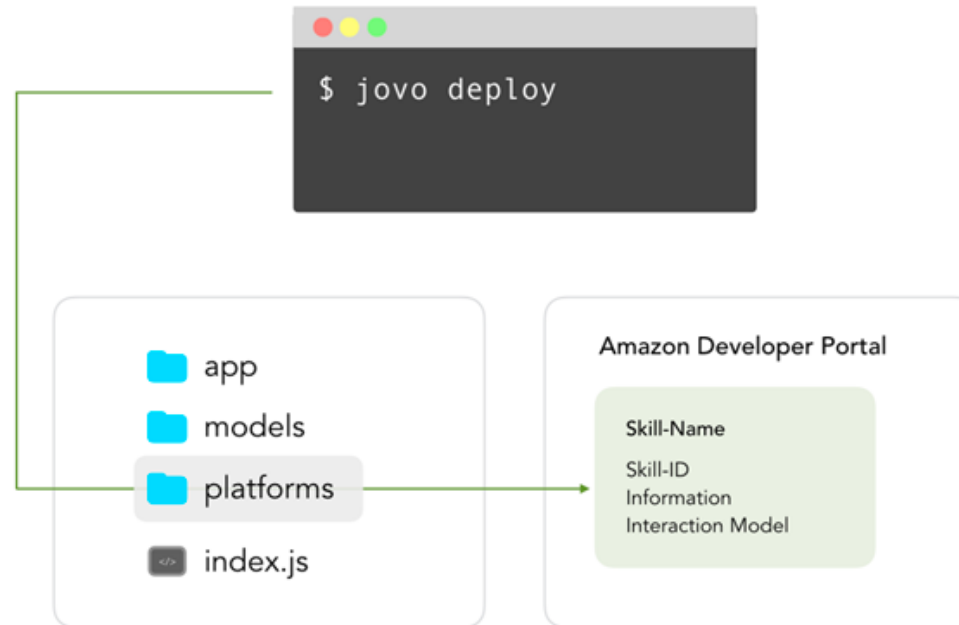 $ jovo deploy
app
models
platforms
index.js
Amazon Developer Portal
Skill-Name
Skill-ID
Information
Interaction Model